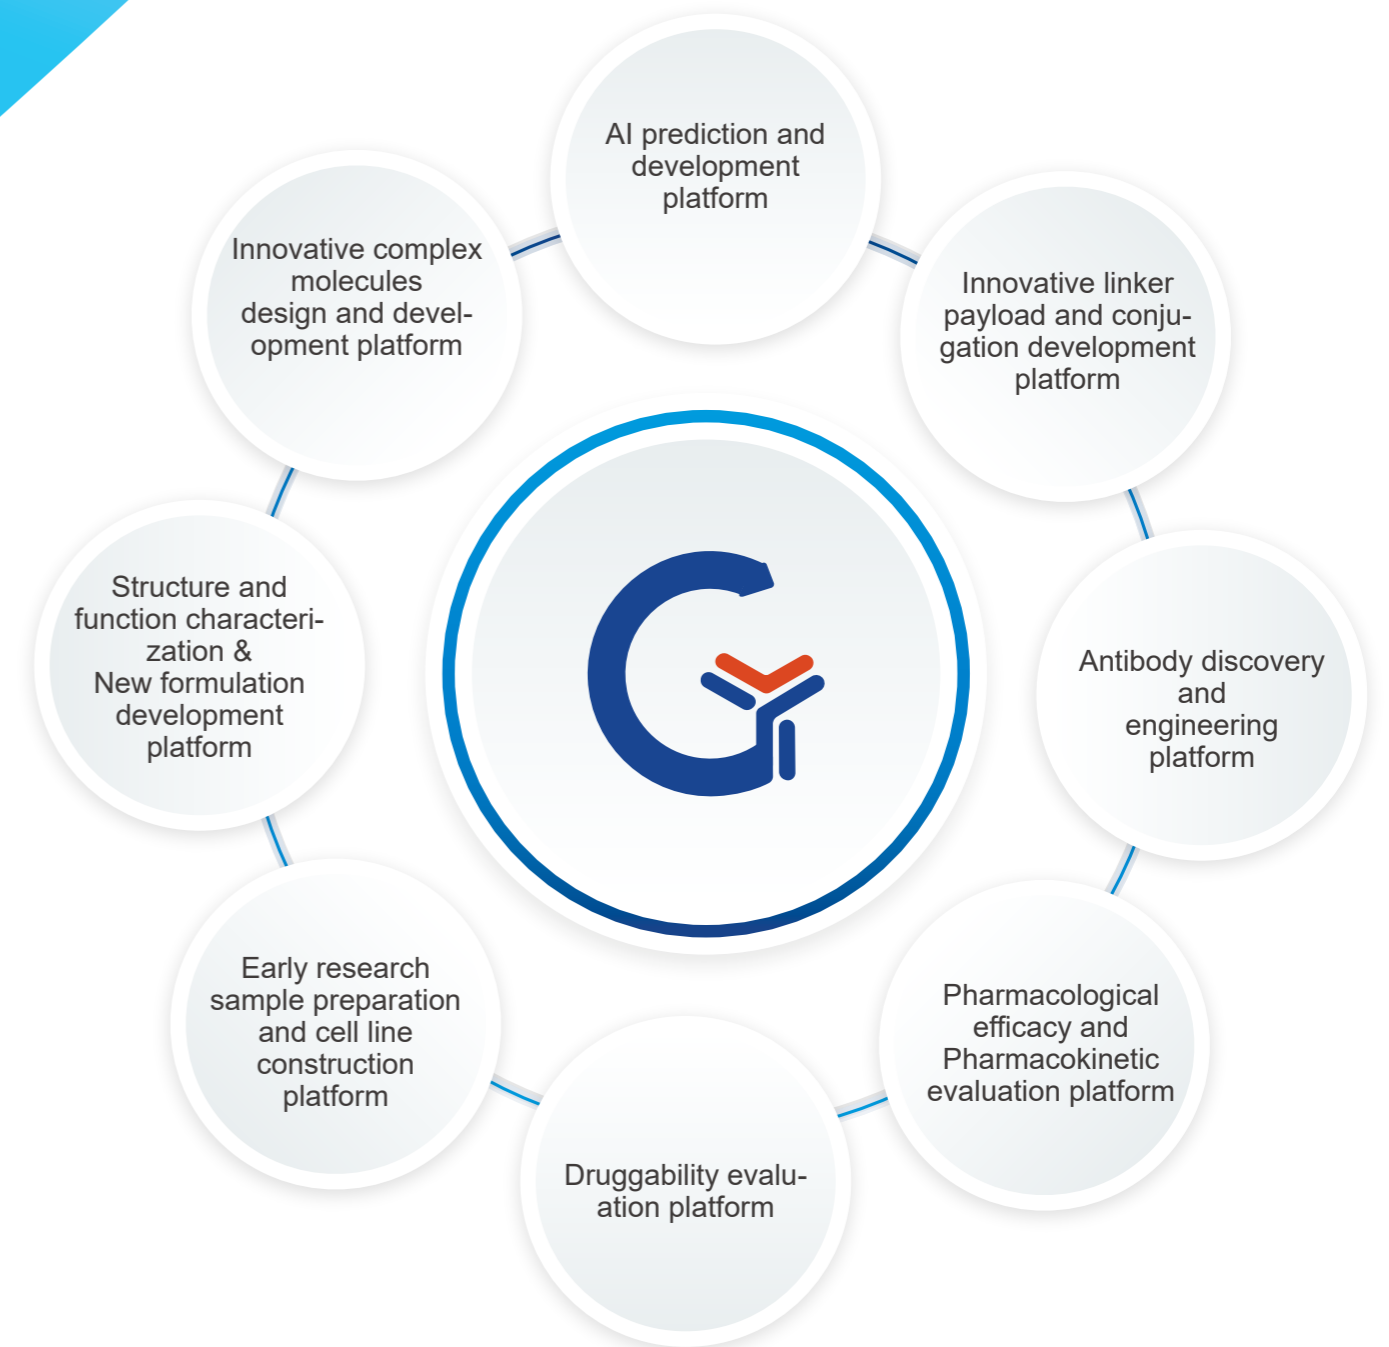 AI prediction and
development
platform
Innovative linker
payload and conju-
gation development
platform
Antibody discovery
and
engineering
platform
Pharmacological
efficacy and
Pharmacokinetic
evaluation platform
Druggability evalu-
ation platform
Early research
sample preparation
and cell line
construction
platform
Structure and
function characteri-
zation &
New formulation
development
platform
Innovative complex
molecules
design and devel-
opment platform